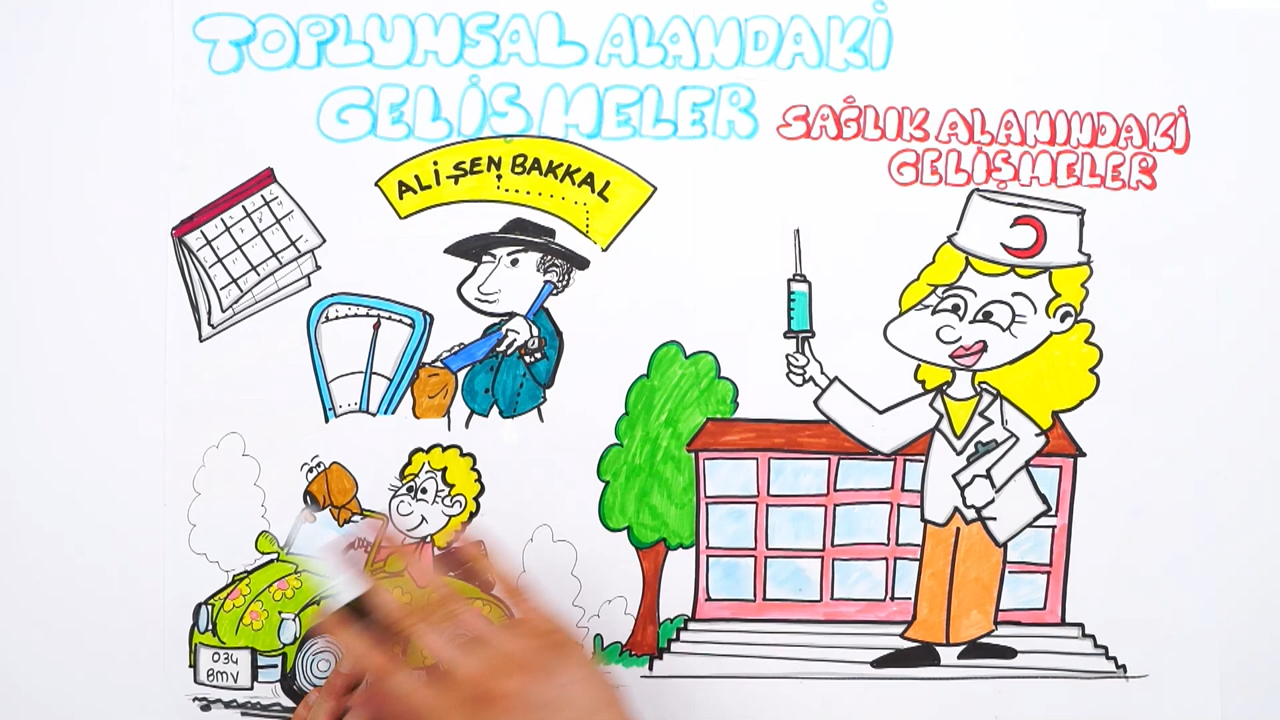 TOPLUMSAL ALANDAKİ
GELİŞMELER
SAĞLIK ALANINDAKİ
GELİŞMELER
ALİ ŞEN BAKKAL
034
BMV